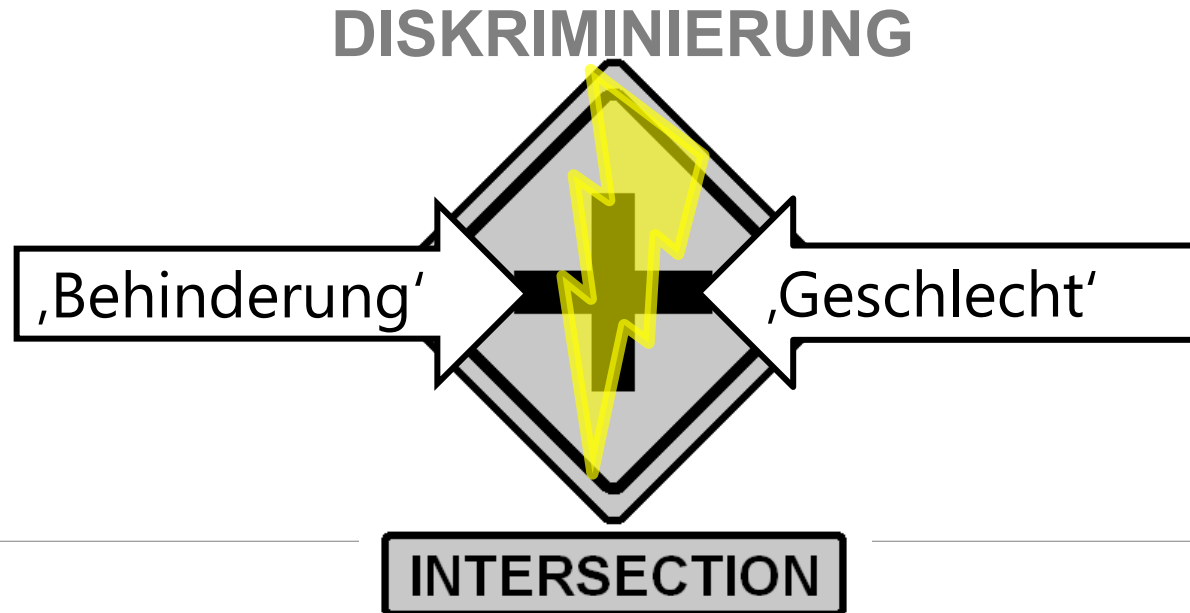 DISKRIMINIERUNG
‚Behinderung‘
‚Geschlecht‘
INTERSECTION